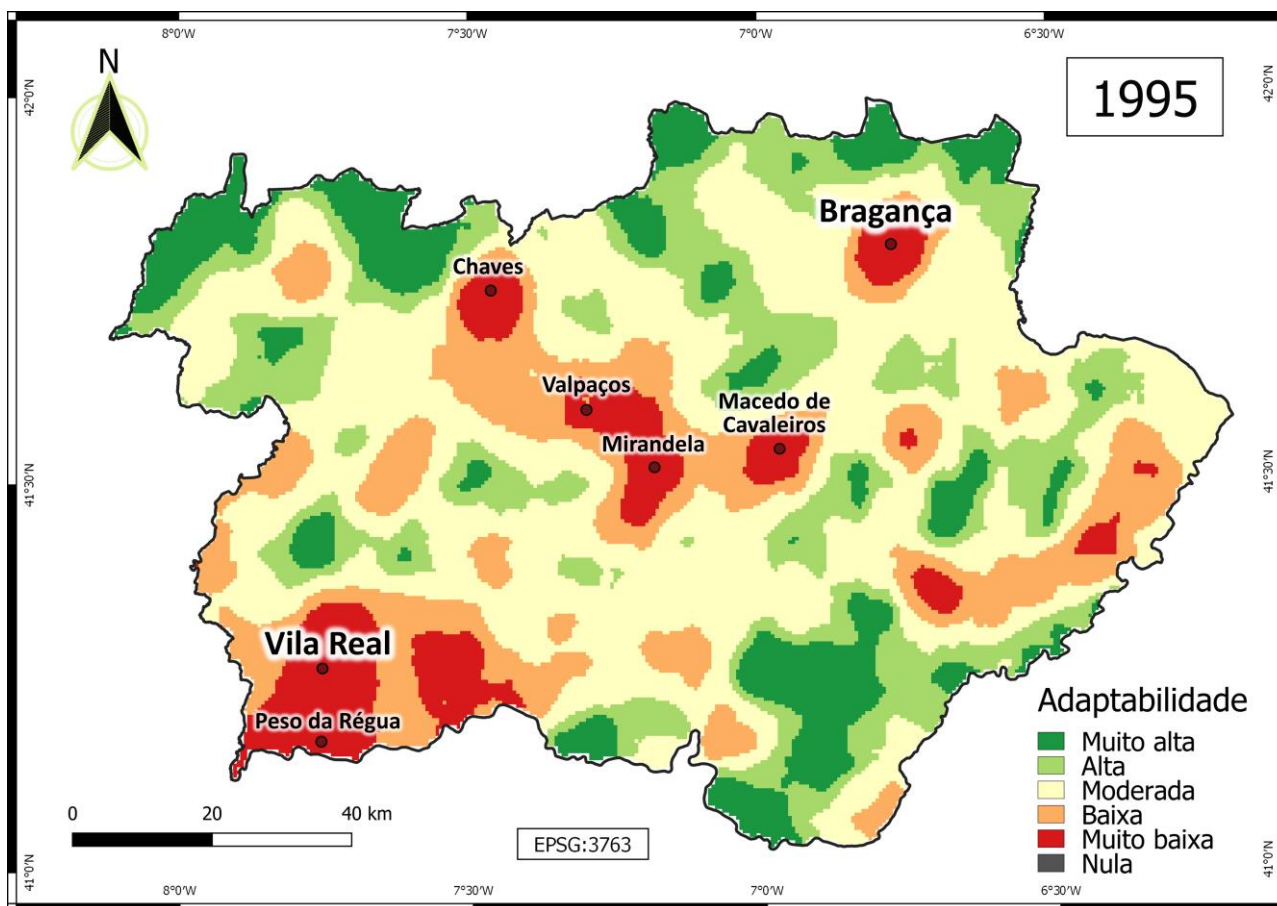 8°0'W 7°30'W 7°0'W 6°30'W
N
1995
42°0'N 42°0'N
Bragança
Chaves
Valpaços
Macedo de
Cavaleiros
Mirandela
41°30'N 41°30'N
Vila Real
Peso da Régua
Adaptabilidade
Muito alta
Alta
Moderada
Baixa
Muito baixa
Nula
0 20 40 km
EPSG:3763
41°0'N 41°0'N
8°0'W 7°30'W 7°0'W 6°30'W